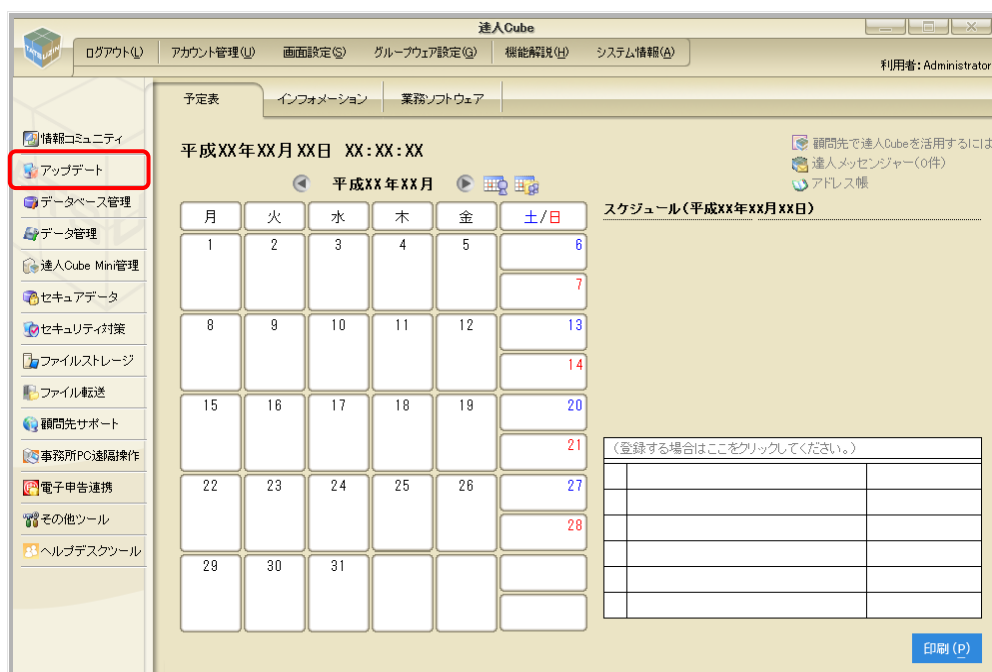 達人Cube
ログアウト(L) アカウント管理(U) 画面設定(S) グループウェア設定(G) 機能解説(H) システム情報(A)
利用者:Administrator
予定表 インフォメーション 業務ソフトウェア
情報コミュニティ
アップデート
データベース管理
データ管理
達人Cube Mini管理
セキュアデータ
セキュリティ対策
ファイルストレージ
ファイル転送
顧問先サポート
事務所PC遠隔操作
電子申告連携
その他ツール
ヘルプデスクツール
平成XX年XX月XX日 XX:XX:XX
平成XX年XX月
月 火 水 木 金 土/日
1 2 3 4 5 6
7
8 9 10 11 12 13
14
15 16 17 18 19 20
21
22 23 24 25 26 27
28
29 30 31
顧問先で達人Cubeを活用するには
達人メッセンジャー(0件)
アドレス帳
スケジュール(平成XX年XX月XX日)
(登録する場合はここをクリックしてください。)
印刷(P)